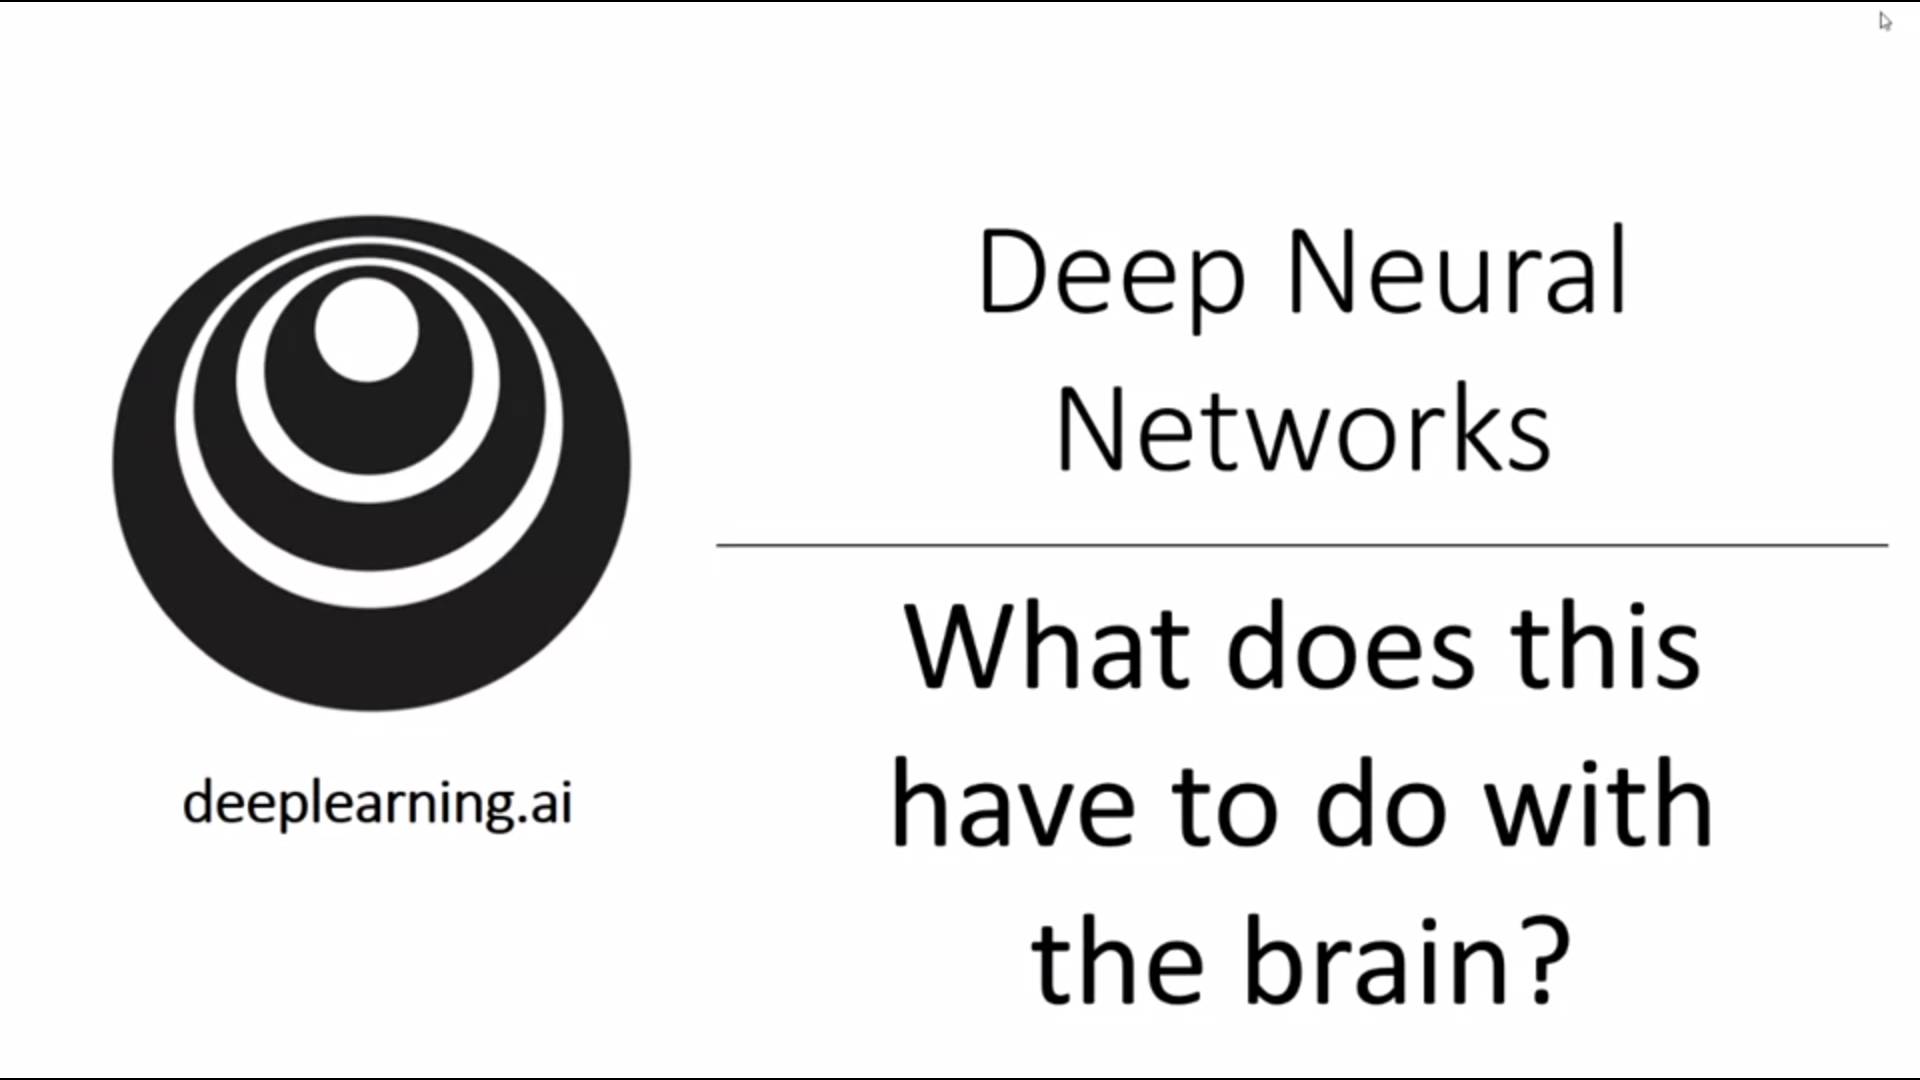 Deep Neural
Networks
What does this
have to do with
the brain?
deeplearning.ai